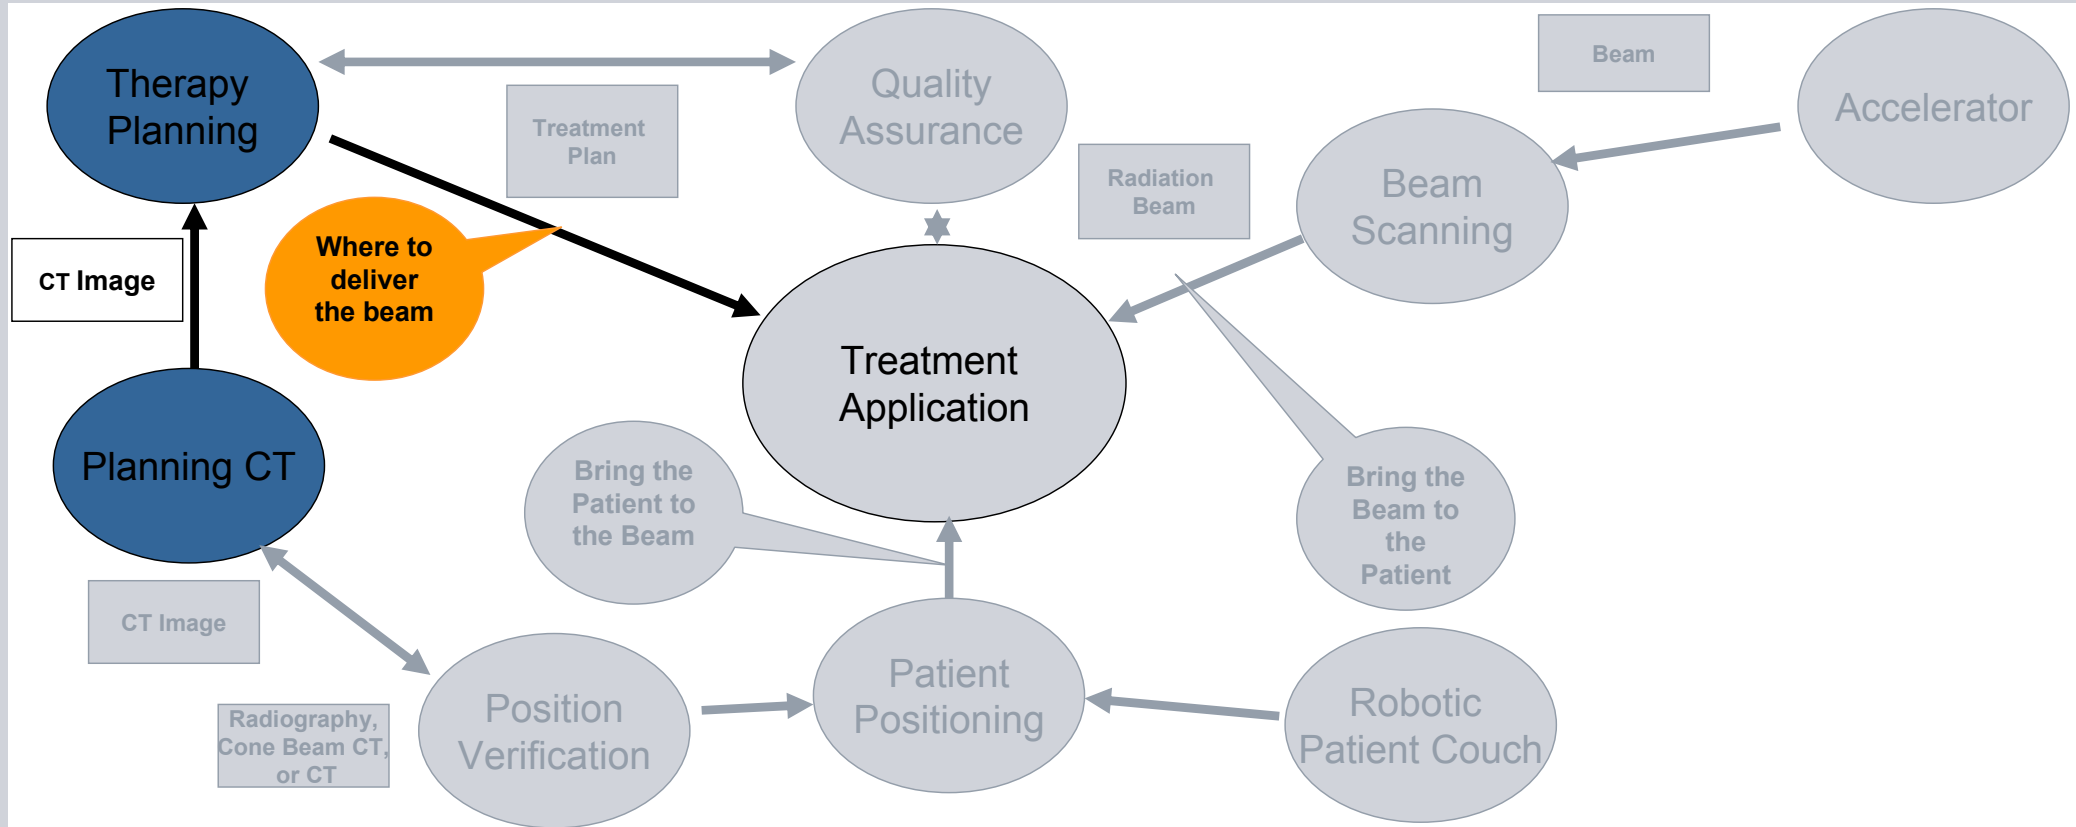 Therapy
Planning
Quality
Assurance
Beam
Accelerator
Treatment
Plan
Radiation
Beam
Beam
Scanning
Where to
deliver
the beam
CT Image
Treatment
Application
Planning CT
Bring the
Patient to
the Beam
Bring the
Beam to
the
Patient
CT Image
Radiography,
Cone Beam CT,
or CT
Position
Verification
Patient
Positioning
Robotic
Patient Couch